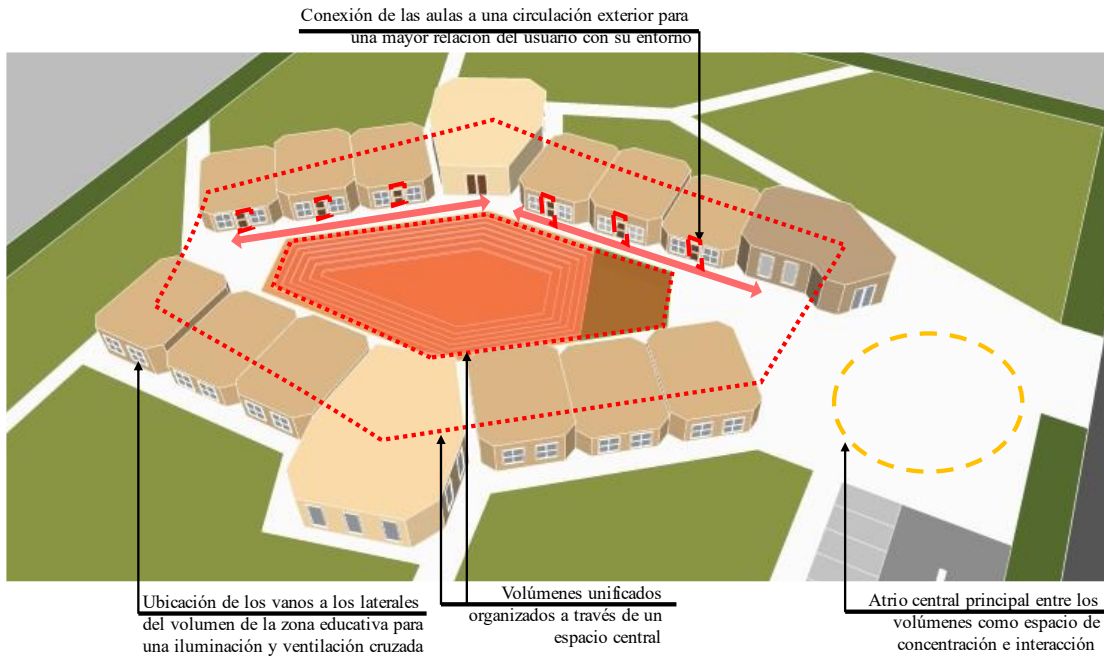 Conexión de las aulas a una circulación exterior para
una mayor relación del usuario con su entorno
Ubicación de los vanos a los laterales
del volumen de la zona educativa para
una iluminación y ventilación cruzada
Volúmenes unificados
organizados a través de un
espacio central
Atrio central principal entre los
volúmenes como espacio de
concentración e interacción